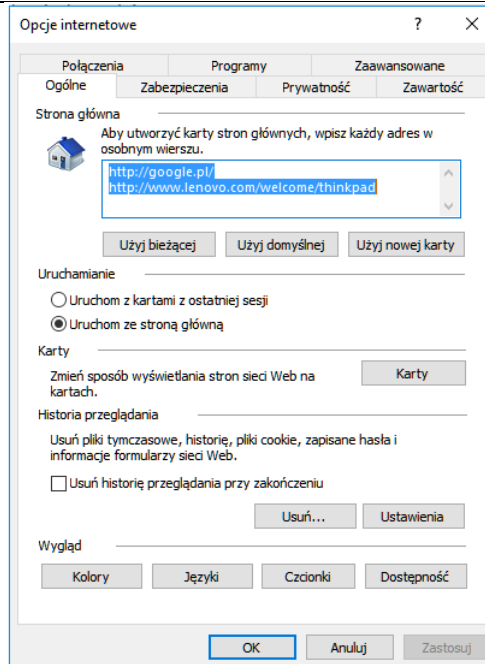 Opcje internetowe ?
Połączenia Programy Zaawansowane
Ogólne Zabezpieczenia Prywatność Zawartość
Strona główna
Aby utworzyć karty stron głównych, wpisz każdy adres w
osobnym wierszu.
http://google.pl/
http://www.lenovo.com/welcome/thinkpad
Użyj bieżącej Użyj domyślnej Użyj nowej karty
Uruchamianie
Uruchom z kartami z ostatniej sesji
Uruchom ze stroną główną
Karty
Zmień sposób wyświetlania stron sieci Web na
kartach.
Karty
Historia przeglądania
Usuń pliki tymczasowe, historię, pliki cookie, zapisane hasła i
informacje formularzy sieci Web.
Usuń historię przeglądania przy zakończeniu
Usuń... Ustawienia
Wygląd
Kolory Języki Czcionki Dostępność
OK Anuluj Zastosuj